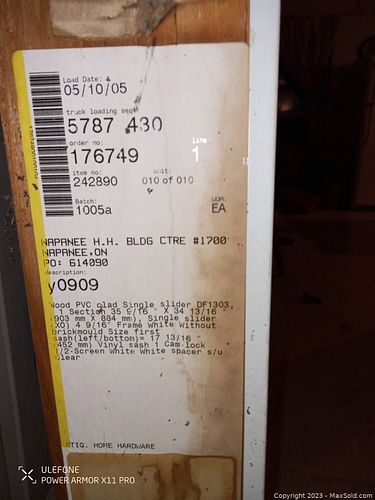 Load Date:
05/10/05
truck loading seq:
5787 430
order no: line:
176749 1
item no: unit:
242890 010 of 010
Batch: UOM:
1005a EA
NAPANEE H.H. BLDG CTRE #1700
NAPANEE,ON
PO: 614090
description:
y0909
Wood PVC clad Single slider DF1303,
1 Section 35 9/16 " X 34 13/16 "
(903 mm X 884 mm), Single slider
(XO) 4 9/16" Frame White Without
brickmould Size first
sash(left/bottom)= 17 13/16 "
(452 mm) Vinyl sash 1 Cam-lock
1/2-Screen White White spacer s/u
Clear
ETIQ. HOME HARDWARE
ULEFONE
POWER ARMOR X11 PRO
Copyright 2023 - MaxSold.com